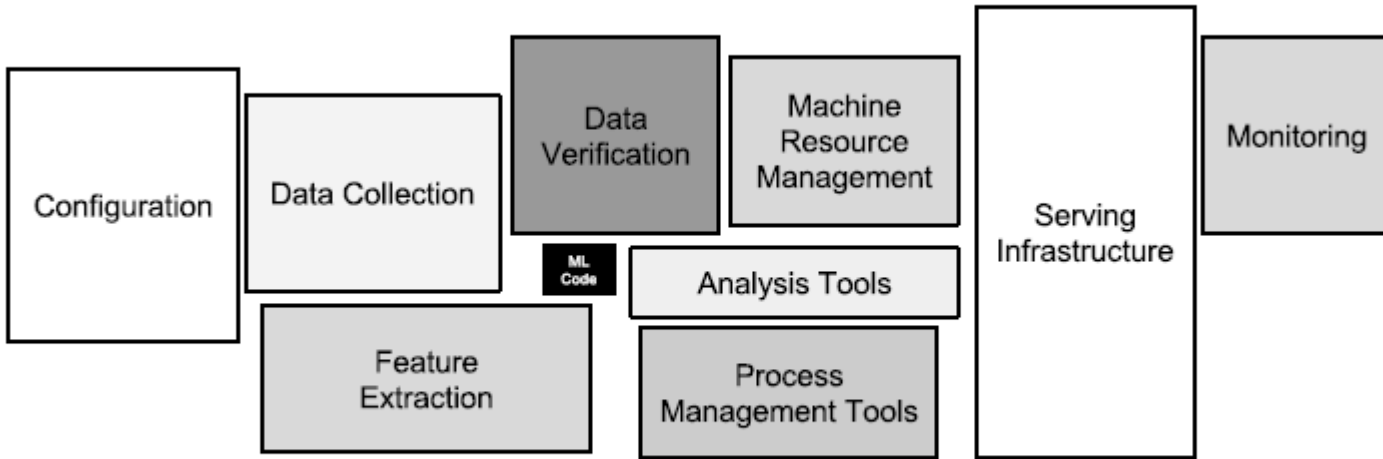 Configuration
Data Collection
Feature
Extraction
Data
Verification
ML
Code
Machine
Resource
Management
Analysis Tools
Process
Management Tools
Serving
Infrastructure
Monitoring